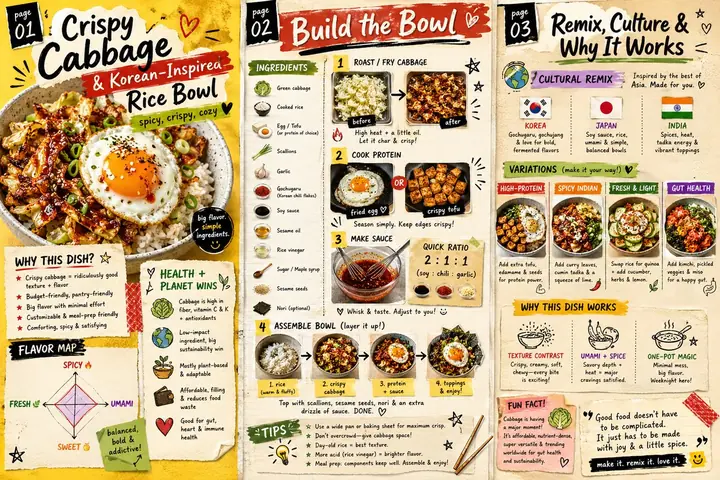 page
01
Crispy
Cabbage
& Korean-Inspired
Rice Bowl
spicy, crispy, cozy
big flavor.
simple
ingredients.
WHY THIS DISH?
Crispy cabbage = ridiculously good
texture + flavor
Budget-friendly, pantry-friendly
Big flavor with minimal effort
Customizable & meal-prep friendly
Comforting, spicy & satisfying
FLAVOR MAP
SPICY
FRESH
UMAMI
SWEET
balanced,
bold &
addictive!
HEALTH +
PLANET WINS
Cabbage is high in
fiber, vitamin C & K
+ antioxidants
Low-impact
ingredient, big
sustainability win
Mostly plant-based
& adaptable
Affordable, filling
& reduces food
waste
Good for gut,
heart & immune
health
page
02
Build the Bowl
INGREDIENTS
Green cabbage
Cooked rice
Egg / Tofu
(or protein of choice)
Scallions
Garlic
Gochugaru
(Korean chili flakes)
Soy sauce
Sesame oil
Rice vinegar
Sugar / Maple syrup
Sesame seeds
Nori (optional)
1 ROAST / FRY CABBAGE
before
after
High heat + a little oil.
Let it char & crisp!
2 COOK PROTEIN
fried egg
OR
crispy tofu
Season simply. Keep edges crispy!
3 MAKE SAUCE
QUICK RATIO
2 : 1 : 1
(soy : chili : garlic)
Whisk & taste. Adjust to you!
4 ASSEMBLE BOWL (layer it up!)
1. rice
(warm & fluffy)
2. crispy
cabbage
3. protein
+ sauce
4. toppings
& enjoy!
Top with scallions, sesame seeds, nori & an extra
drizzle of sauce. DONE.
TIPS
Use a wide pan or baking sheet for maximum crisp.
Don't overcrowd—give cabbage space!
Day-old rice = best texture.
More acid (rice vinegar) = brighter flavor.
Meal prep: components keep well. Assemble & enjoy!
page
03
Remix, Culture &
Why It Works
CULTURAL REMIX
Inspired by the best of
Asia. Made for you.
KOREA
Gochugaru, gochujang
& love for bold,
fermented flavors
JAPAN
Soy sauce, rice,
umami & simple,
balanced bowls
INDIA
Spices, heat,
tadka energy &
vibrant toppings
VARIATIONS (make it your way!)
HIGH-PROTEIN
Add extra tofu,
edamame & seeds
for protein power.
SPICY INDIAN
Add curry leaves,
cumin tadka & a
squeeze of lime.
FRESH & LIGHT
Swap rice for quinoa
+ add cucumber,
herbs & lemon.
GUT HEALTH
Add kimchi, pickled
veggies & miso
for a happy gut.
WHY THIS DISH WORKS
TEXTURE CONTRAST
Crispy, creamy, soft,
chewy—every bite
is exciting!
UMAMI + SPICE
Savory depth
+ heat = major
cravings satisfied.
ONE-POT MAGIC
Minimal mess,
big flavor.
Weeknight hero!
FUN FACT!
Cabbage is having
a major moment!
It's affordable, nutrient-dense,
super versatile & trending
worldwide for gut health
and sustainability.
"Good food doesn't have
to be complicated.
It just has to be made
with joy & a little spice."
make it. remix it. love it.